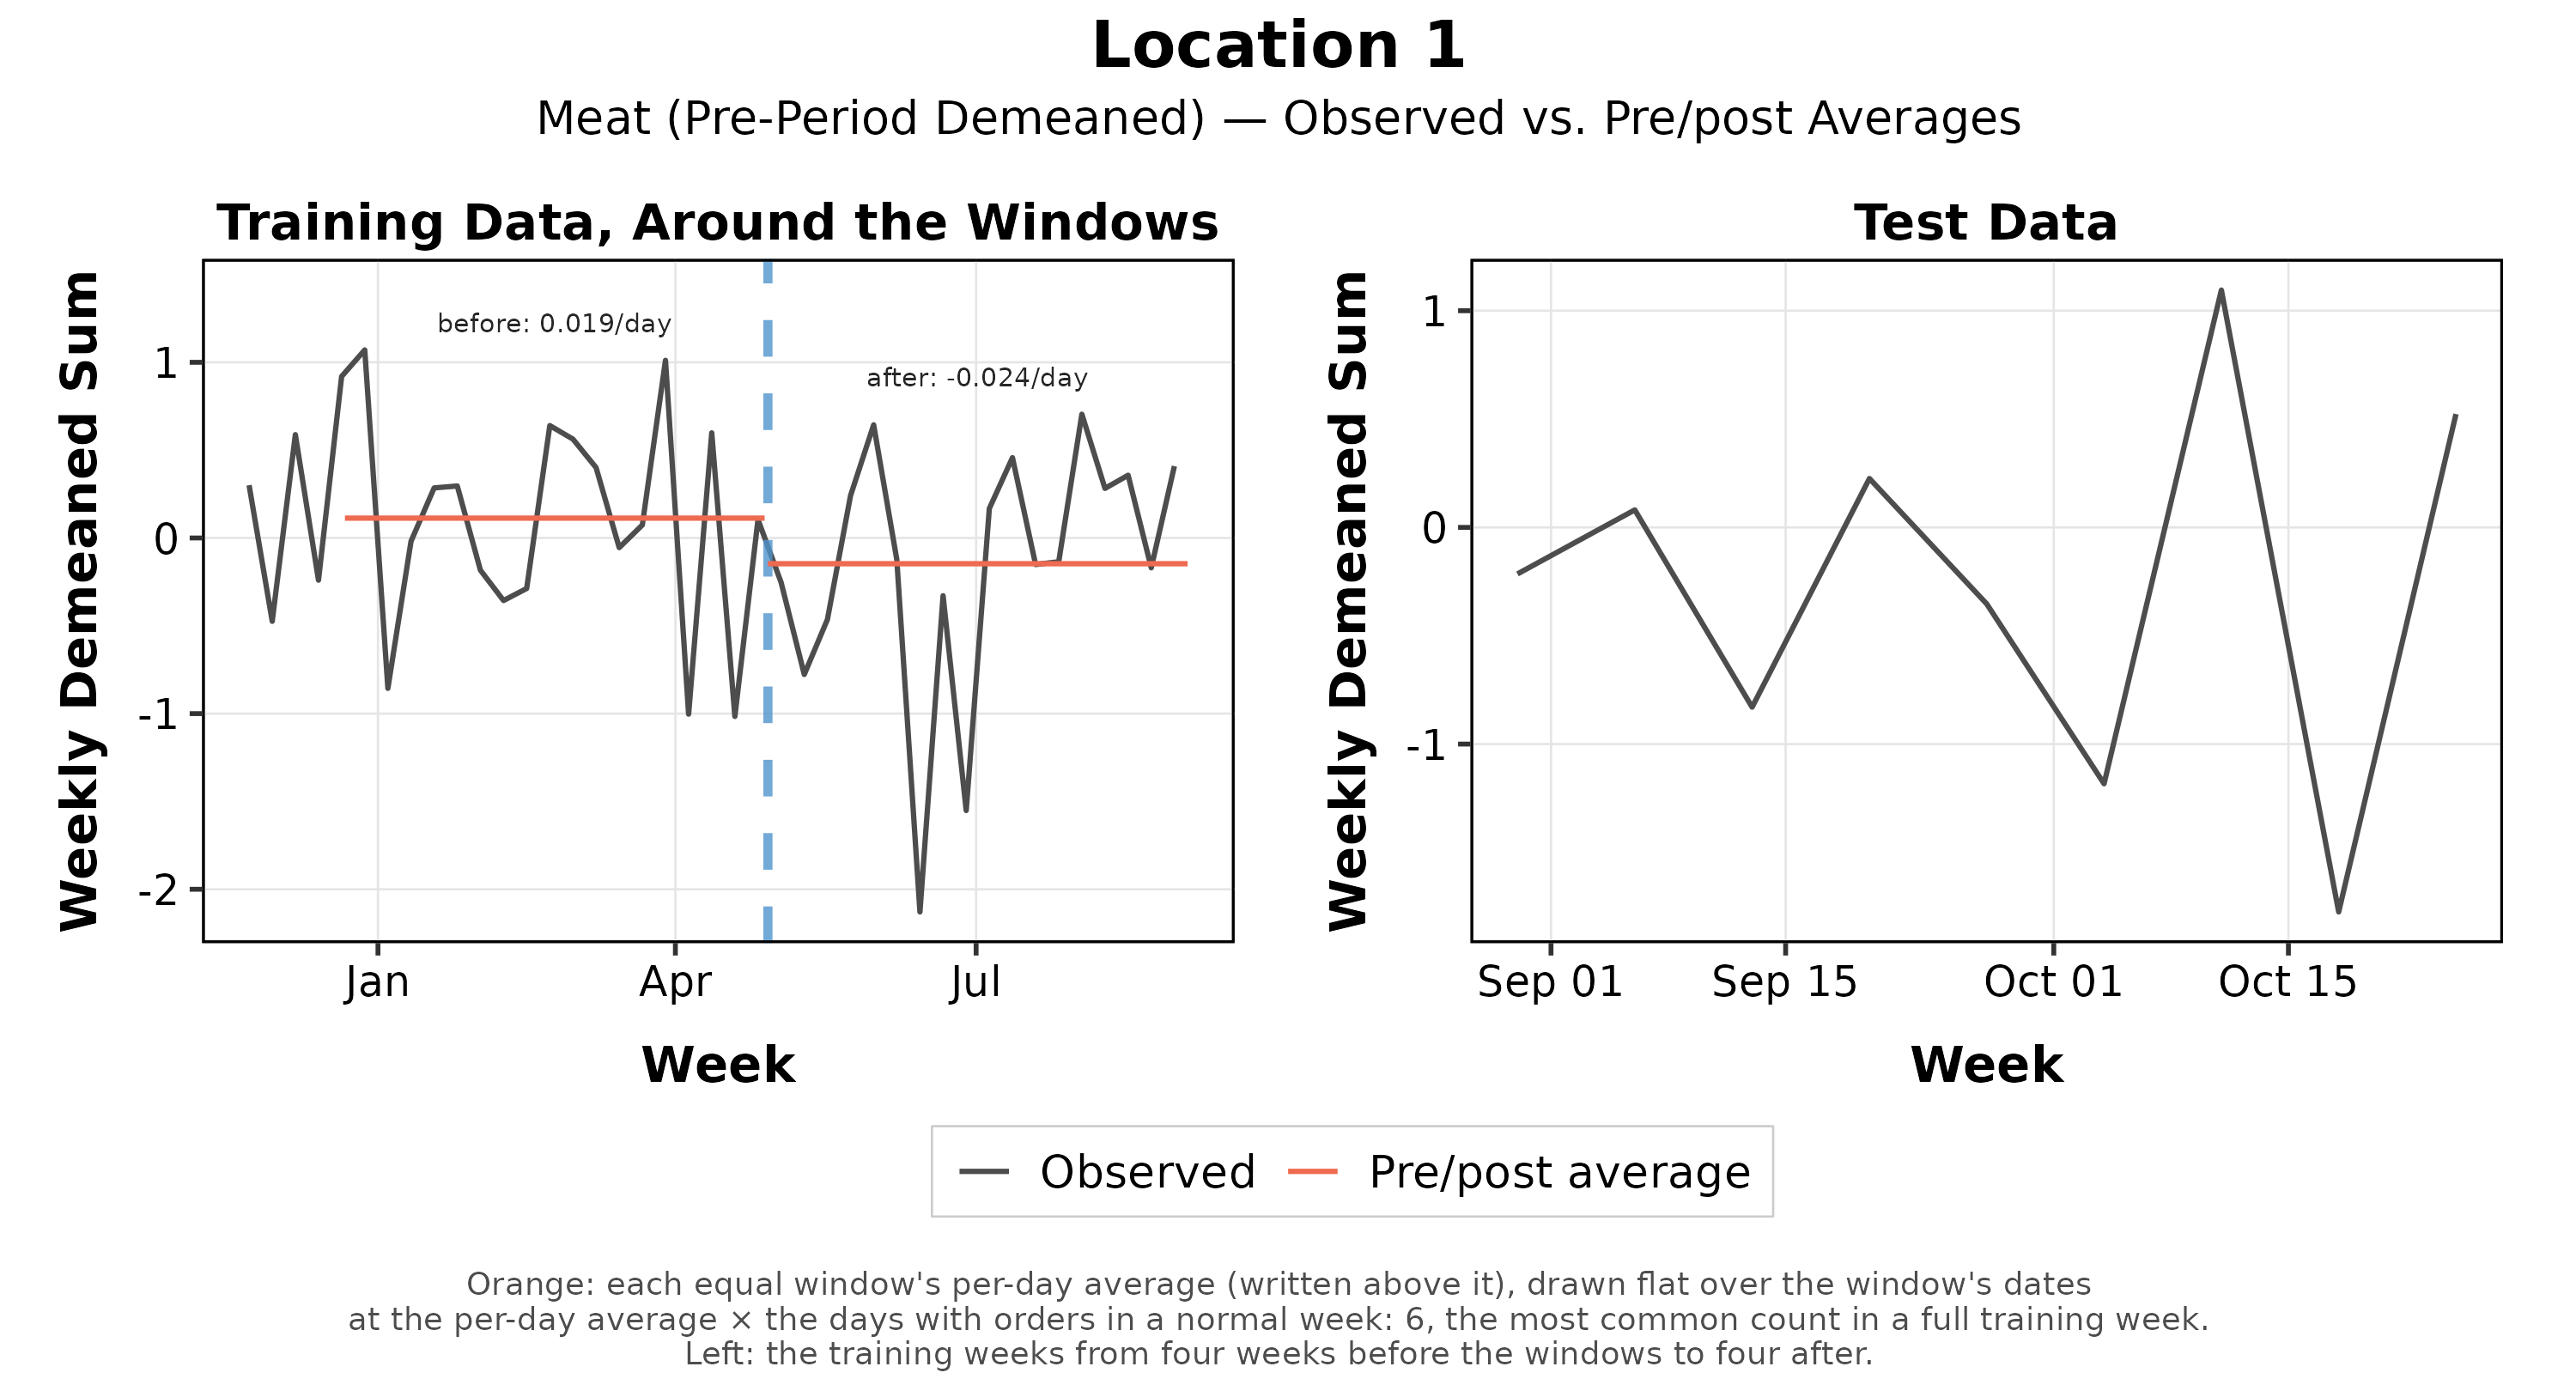 Location 1
Meat (Pre-Period Demeaned) — Observed vs. Pre/post Averages
Training Data, Around the Windows
Weekly Demeaned Sum
1
0
-1
-2
before: 0.019/day
after: -0.024/day
Jan
Apr
Jul
Week
Test Data
Weekly Demeaned Sum
1
0
-1
Sep 01
Sep 15
Oct 01
Oct 15
Week
Observed
Pre/post average
Orange: each equal window's per-day average (written above it), drawn flat over the window's dates
at the per-day average × the days with orders in a normal week: 6, the most common count in a full training week.
Left: the training weeks from four weeks before the windows to four after.